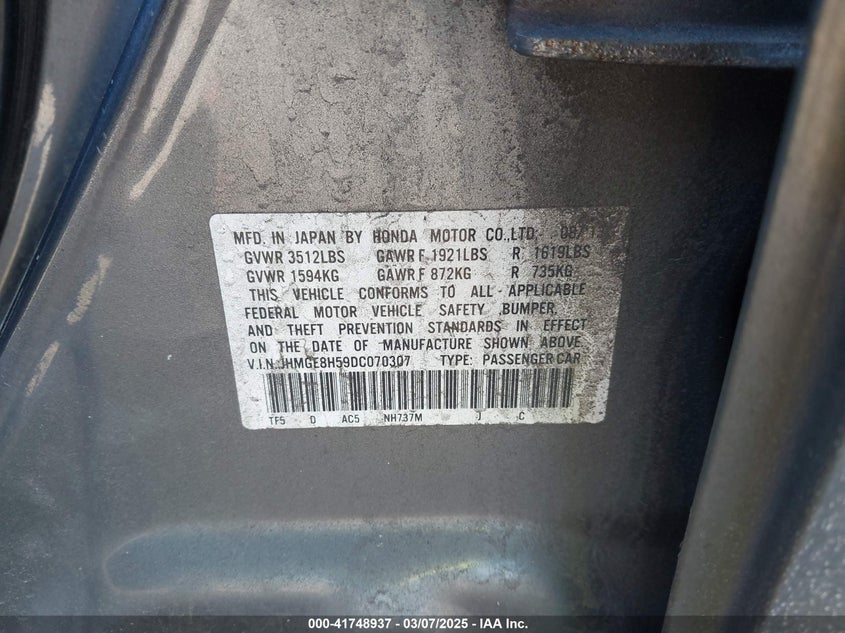 MFD. IN JAPAN BY HONDA MOTOR CO.,LTD.
GVWR 3512LBS GAWR F 1921LBS R 1619LBS
GVWR 1594KG GAWR F 872KG R 735KG
THIS VEHICLE CONFORMS TO ALL APPLICABLE
FEDERAL MOTOR VEHICLE SAFETY, BUMPER,
AND THEFT PREVENTION STANDARDS IN EFFECT
ON THE DATE OF MANUFACTURE SHOWN ABOVE
V.I.N: JHMGE8H59DC070307 TYPE: PASSENGER CAR
TF5 D AC5 NH737M J C
000-41748937 - 03/07/2025 - IAA Inc.